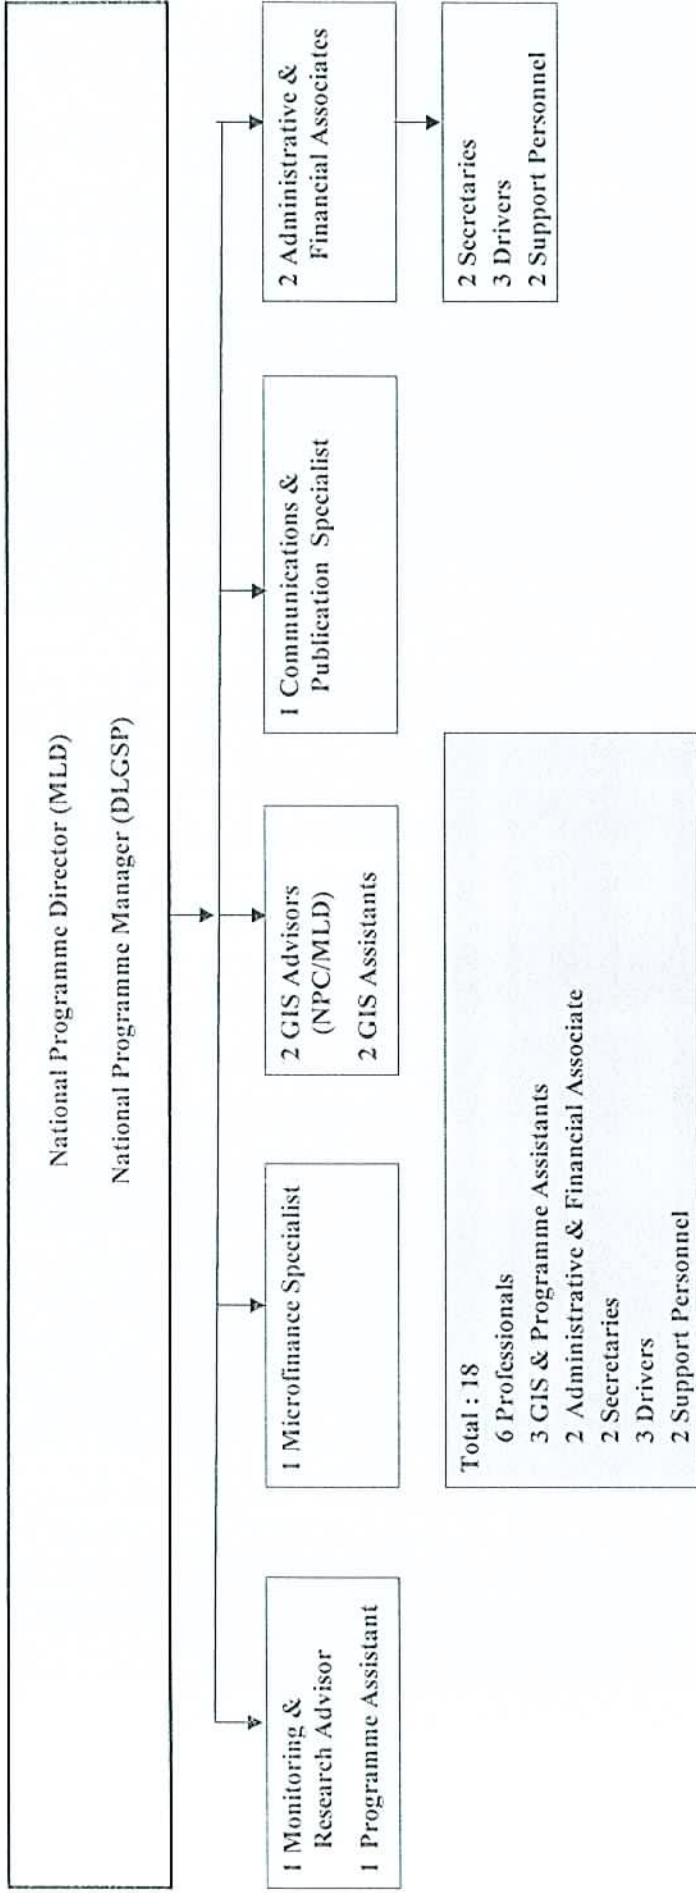 National Programme Director (MLD)
National Programme Manager (DLGSP)
1 Monitoring &
Research Advisor
1 Programme Assistant
1 Microfinance Specialist
2 GIS Advisors
(NPC/MLD)
2 GIS Assistants
1 Communications &
Publication Specialist
2 Administrative &
Financial Associates
2 Secretaries
3 Drivers
2 Support Personnel
Total : 18
6 Professionals
3 GIS & Programme Assistants
2 Administrative & Financial Associate
2 Secretaries
3 Drivers
2 Support Personnel